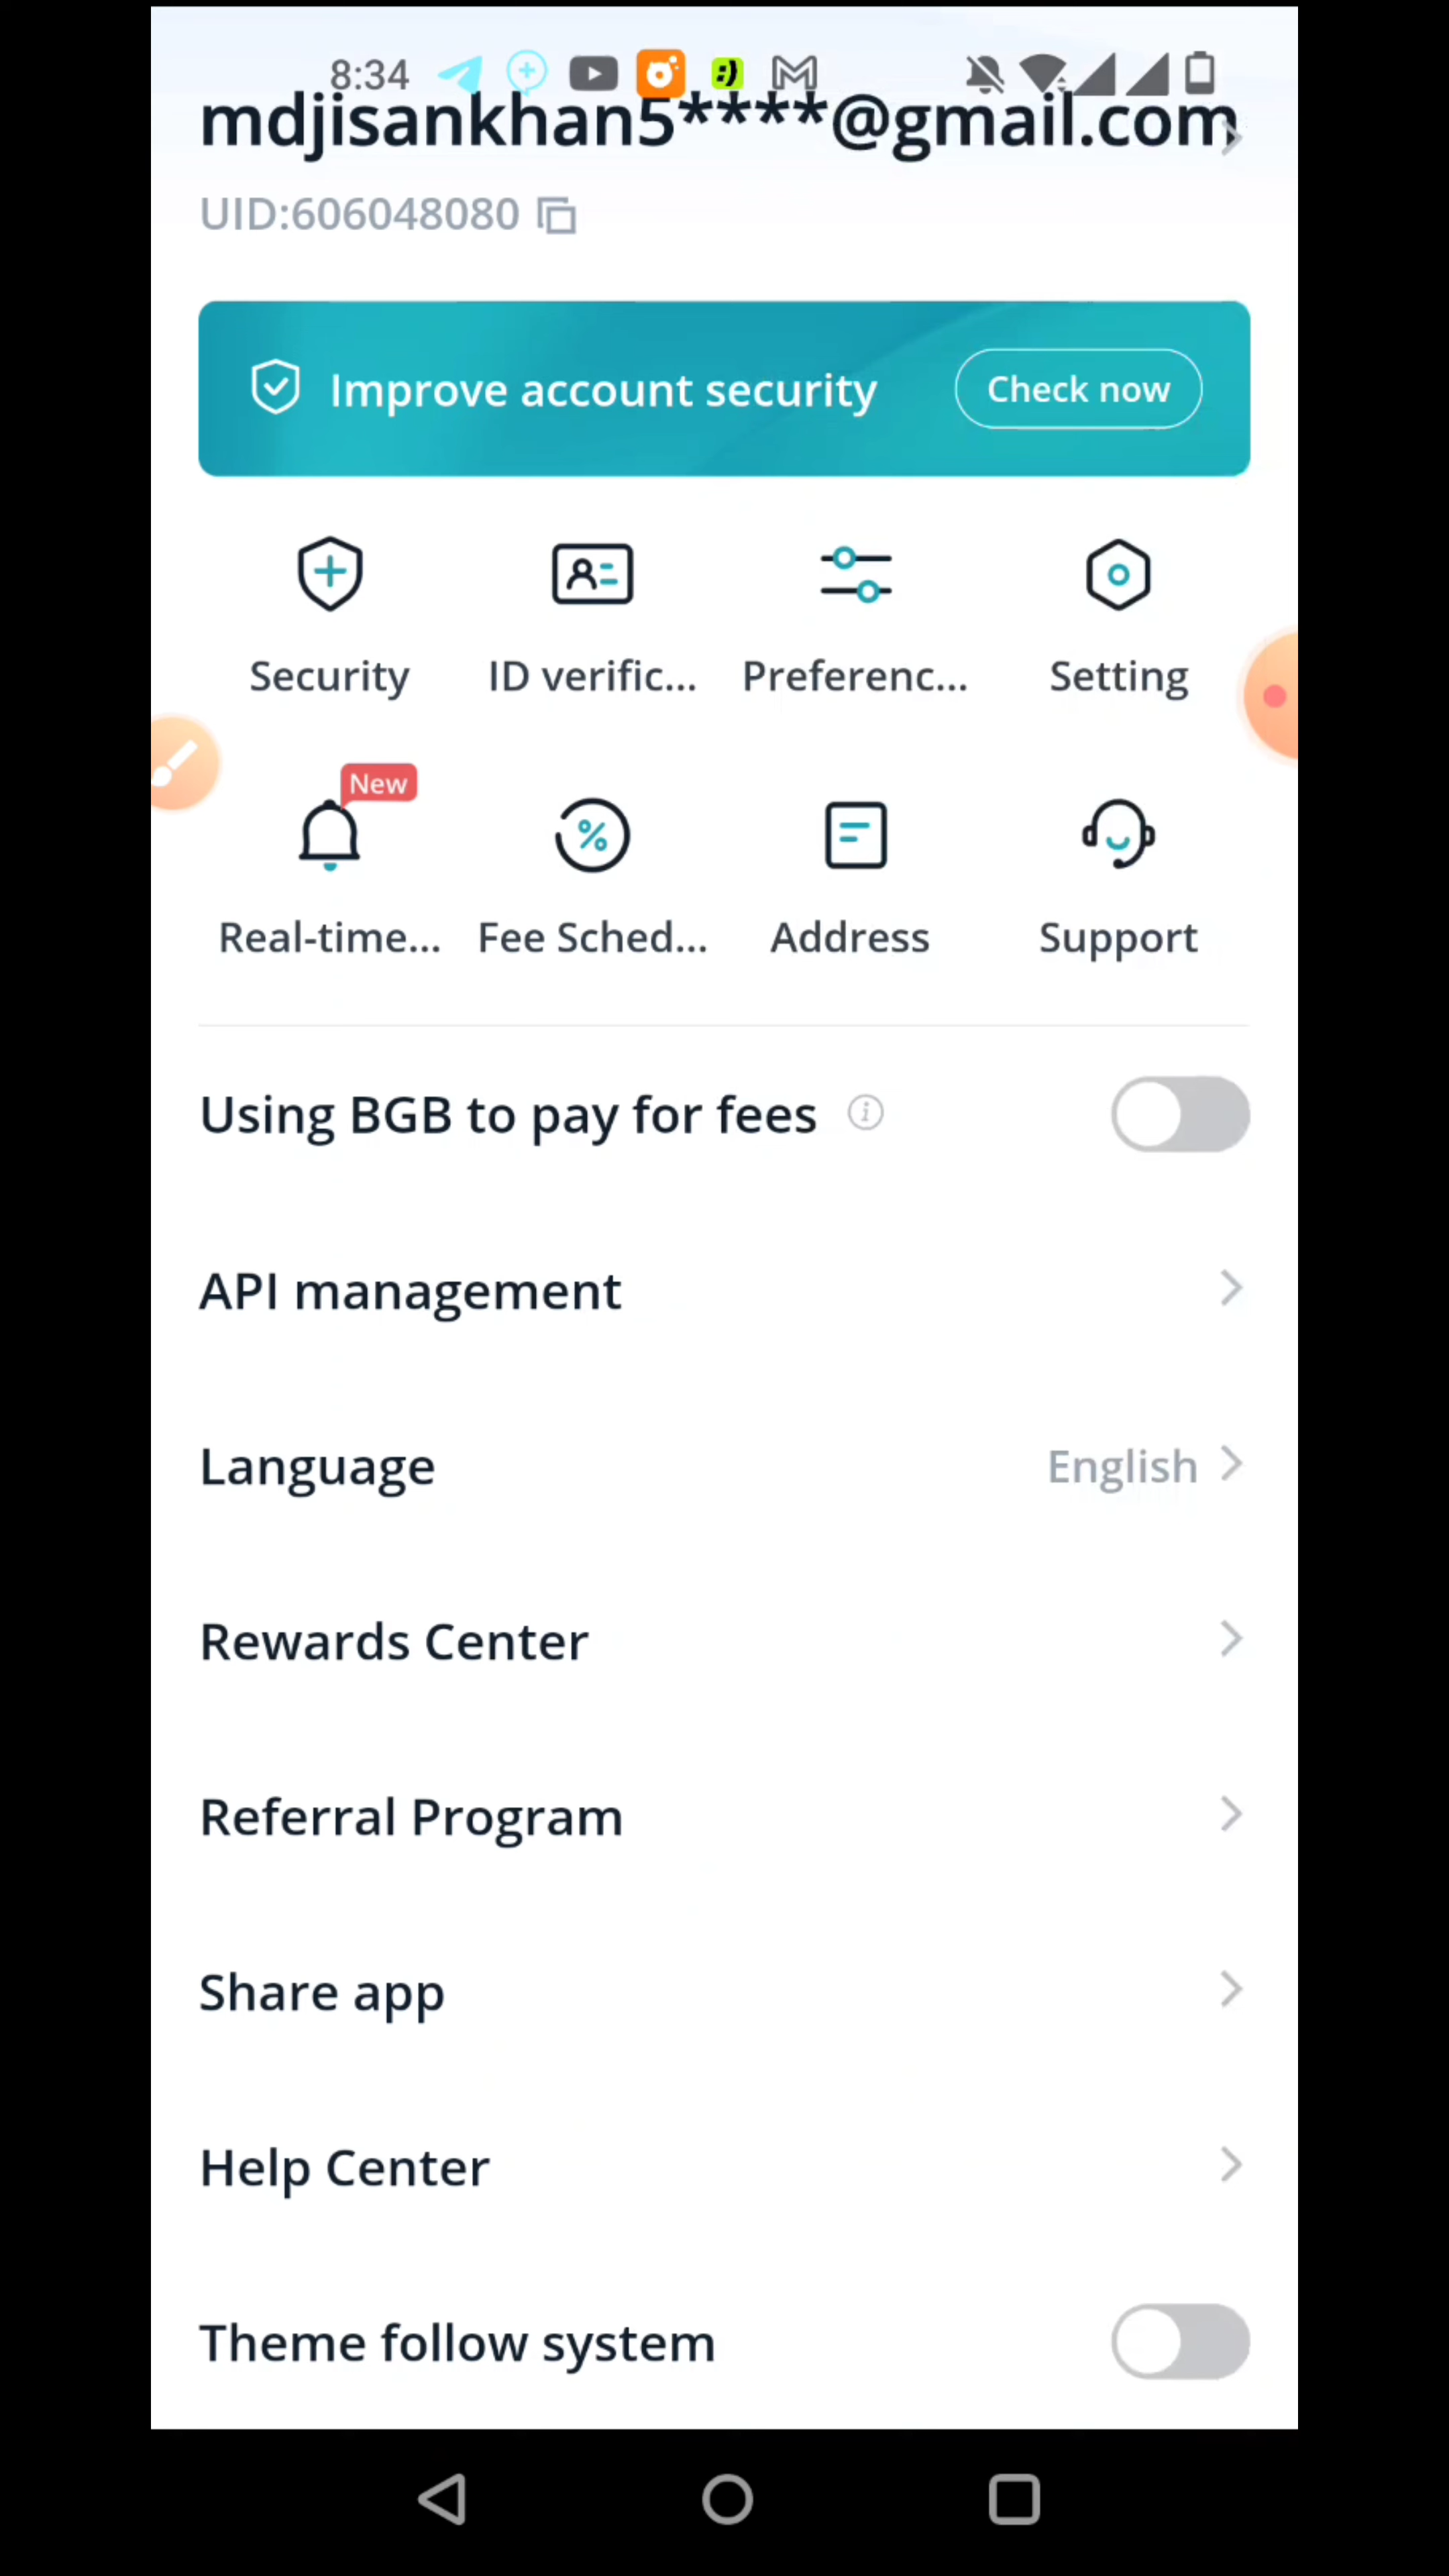 8:34
mdjisankhan5****@gmail.com
UID:606048080
Improve account security
Check now
Security
ID verific...
Preferenc...
Setting
New
Real-time...
Fee Sched...
Address
Support
Using BGB to pay for fees
API management
Language
English
Rewards Center
Referral Program
Share app
Help Center
Theme follow system